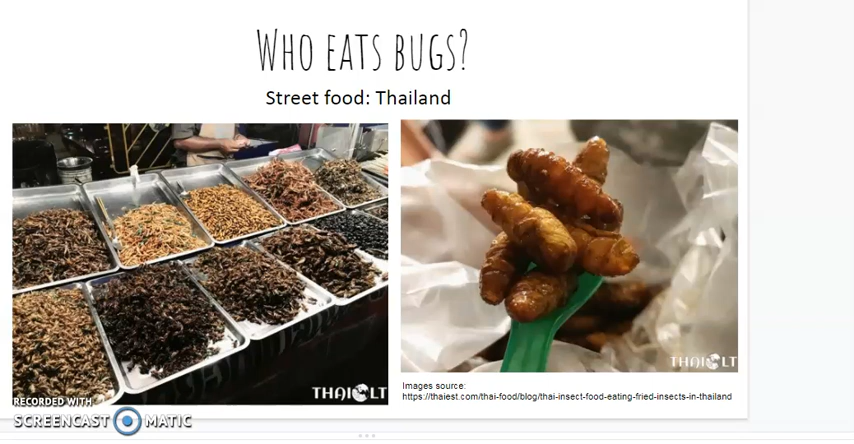 WHO EATS BUGS?
Street food: Thailand
THAI LT
THAI LT
Images source:
https://thaiest.com/thai-food/blog/thai-insect-food-eating-fried-insects-in-thailand
RECORDED WITH
SCREENCAST MATIC